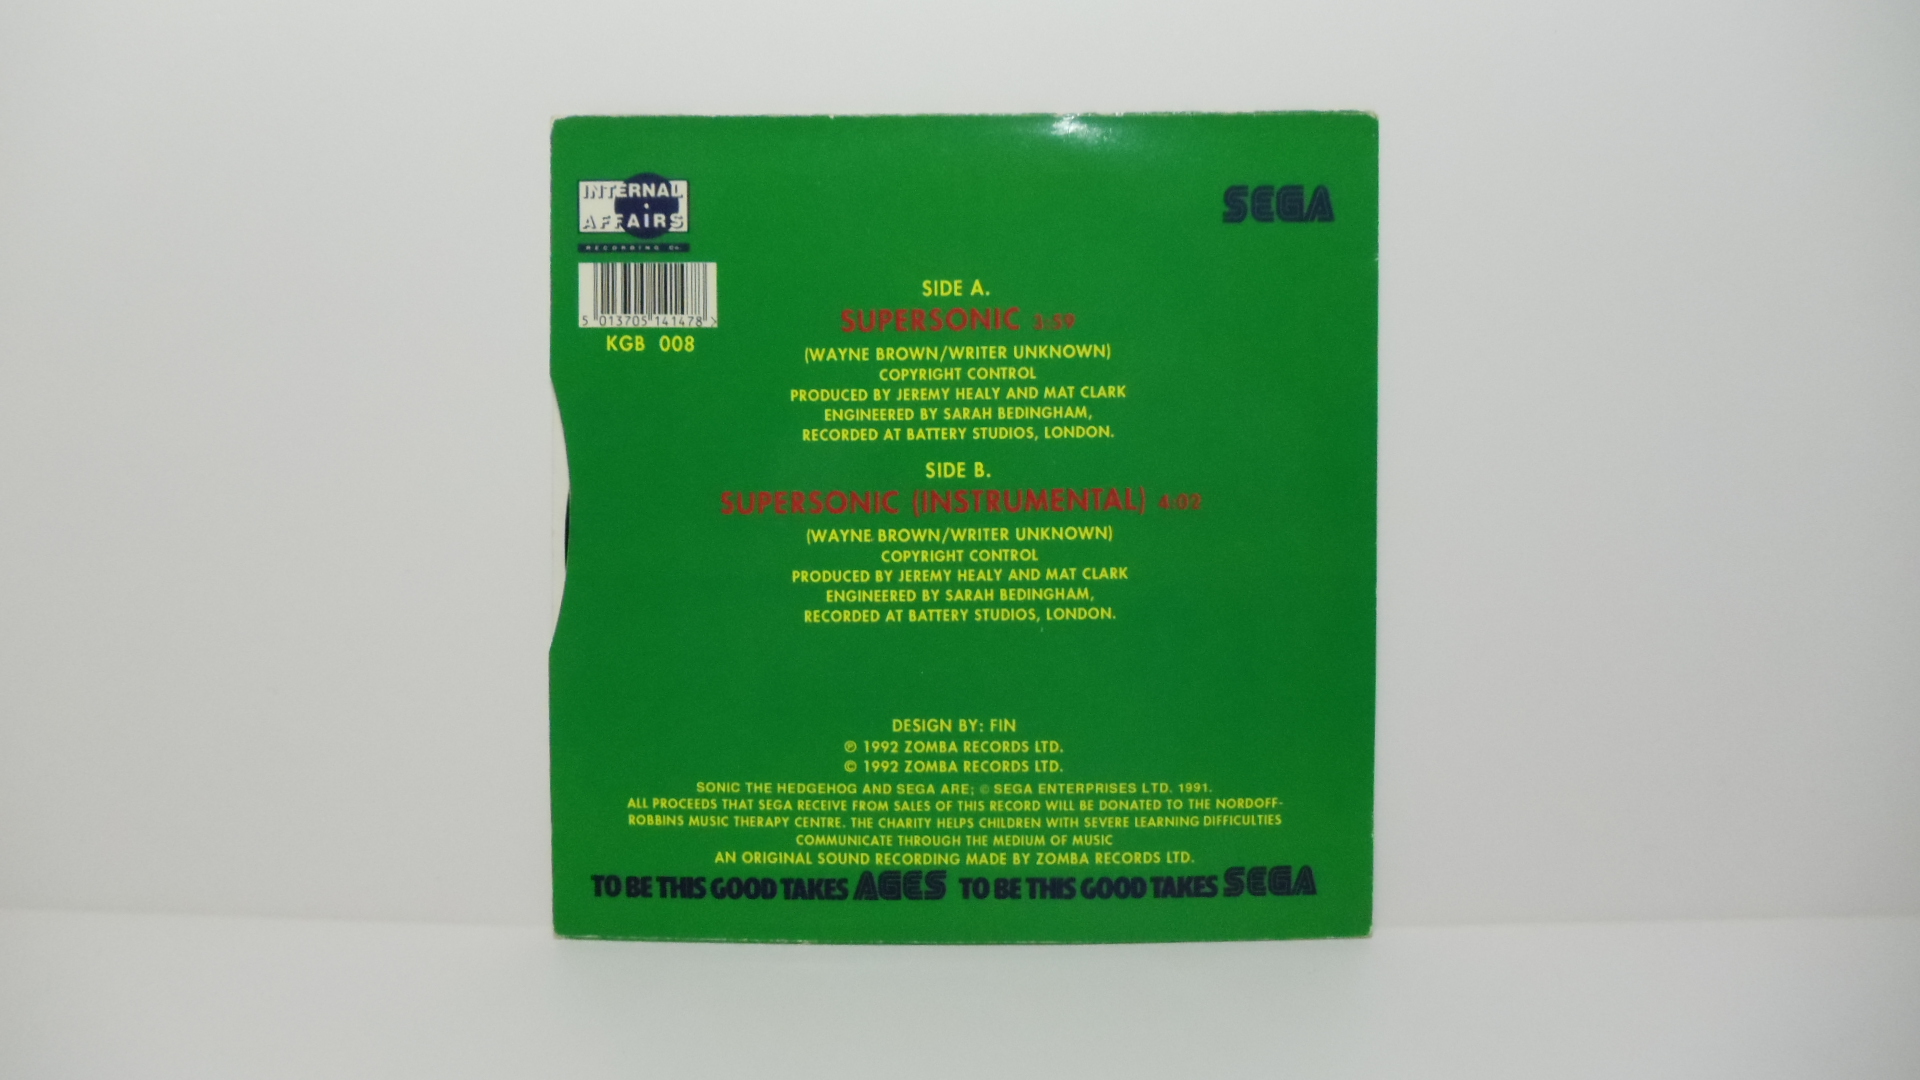 INTERNAL
AFFAIRS
RECORDING Co.
SEGA
5 013705 141478 >
KGB 008
SIDE A.
SUPERSONIC 3:59
(WAYNE BROWN/WRITER UNKNOWN)
COPYRIGHT CONTROL
PRODUCED BY JEREMY HEALY AND MAT CLARK
ENGINEERED BY SARAH BEDINGHAM,
RECORDED AT BATTERY STUDIOS, LONDON.
SIDE B.
SUPERSONIC (INSTRUMENTAL) 4:02
(WAYNE BROWN/WRITER UNKNOWN)
COPYRIGHT CONTROL
PRODUCED BY JEREMY HEALY AND MAT CLARK
ENGINEERED BY SARAH BEDINGHAM,
RECORDED AT BATTERY STUDIOS, LONDON.
DESIGN BY: FIN
℗ 1992 ZOMBA RECORDS LTD.
© 1992 ZOMBA RECORDS LTD.
SONIC THE HEDGEHOG AND SEGA ARE; © SEGA ENTERPRISES LTD. 1991.
ALL PROCEEDS THAT SEGA RECEIVE FROM SALES OF THIS RECORD WILL BE DONATED TO THE NORDOFF-
ROBBINS MUSIC THERAPY CENTRE. THE CHARITY HELPS CHILDREN WITH SEVERE LEARNING DIFFICULTIES
COMMUNICATE THROUGH THE MEDIUM OF MUSIC
AN ORIGINAL SOUND RECORDING MADE BY ZOMBA RECORDS LTD.
TO BE THIS GOOD TAKES AGES TO BE THIS GOOD TAKES SEGA